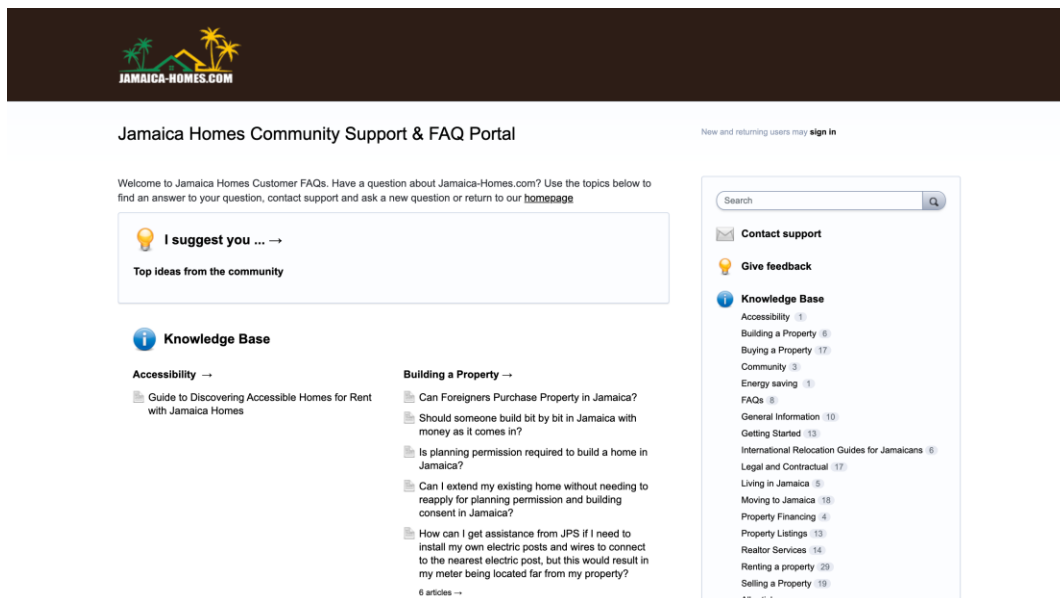 JAMAICA-HOMES.COM
Jamaica Homes Community Support & FAQ Portal
New and returning users may sign in
Welcome to Jamaica Homes Customer FAQs. Have a question about Jamaica-Homes.com? Use the topics below to
find an answer to your question, contact support and ask a new question or return to our homepage
I suggest you ... →
Top ideas from the community
Knowledge Base
Accessibility →
Guide to Discovering Accessible Homes for Rent
with Jamaica Homes
Building a Property →
Can Foreigners Purchase Property in Jamaica?
Should someone build bit by bit in Jamaica with
money as it comes in?
Is planning permission required to build a home in
Jamaica?
Can I extend my existing home without needing to
reapply for planning permission and building
consent in Jamaica?
How can I get assistance from JPS if I need to
install my own electric posts and wires to connect
to the nearest electric post, but this would result in
my meter being located far from my property?
6 articles →
Search
Contact support
Give feedback
Knowledge Base
Accessibility 1
Building a Property 6
Buying a Property 17
Community 3
Energy saving 1
FAQs 8
General Information 10
Getting Started 13
International Relocation Guides for Jamaicans 6
Legal and Contractual 17
Living in Jamaica 5
Moving to Jamaica 18
Property Financing 4
Property Listings 13
Realtor Services 14
Renting a property 29
Selling a Property 19